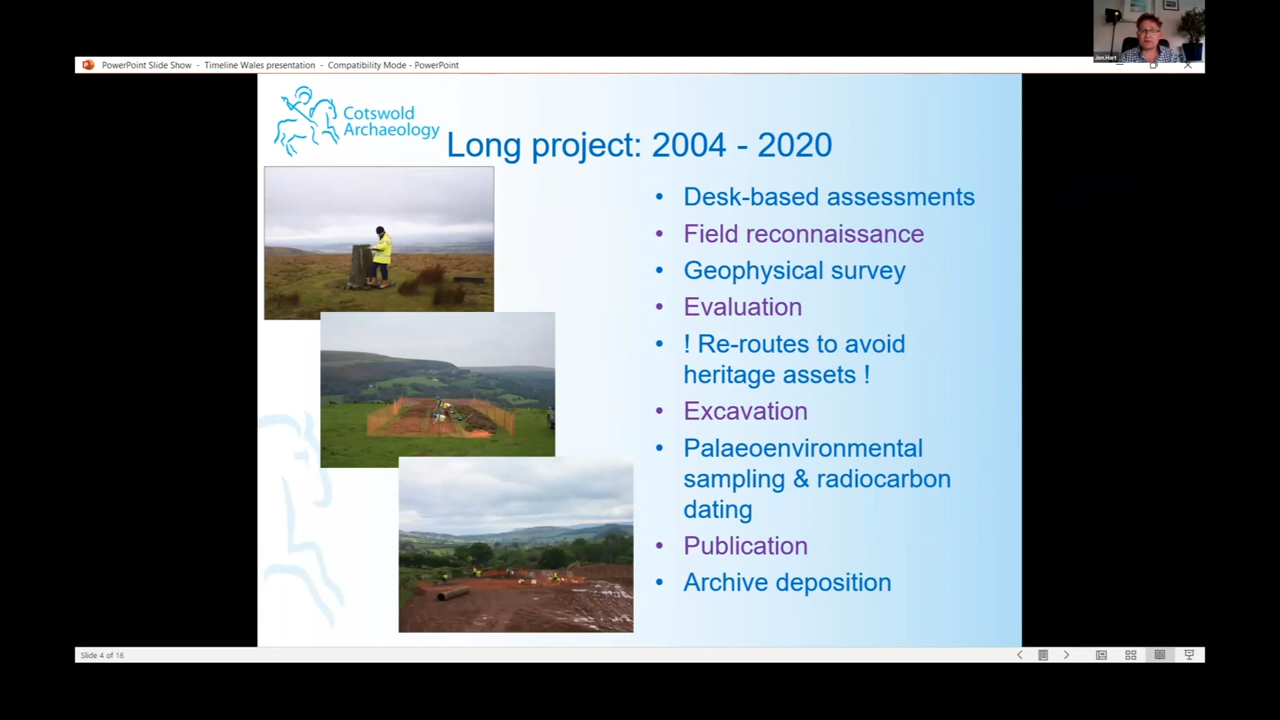 Jon Hart
PowerPoint Slide Show - Timeline Wales presentation - Compatibility Mode - PowerPoint
Cotswold
Archaeology
Long project: 2004 - 2020
• Desk-based assessments
• Field reconnaissance
• Geophysical survey
• Evaluation
• ! Re-routes to avoid
heritage assets !
• Excavation
• Palaeoenvironmental
sampling & radiocarbon
dating
• Publication
• Archive deposition
Slide 4 of 16